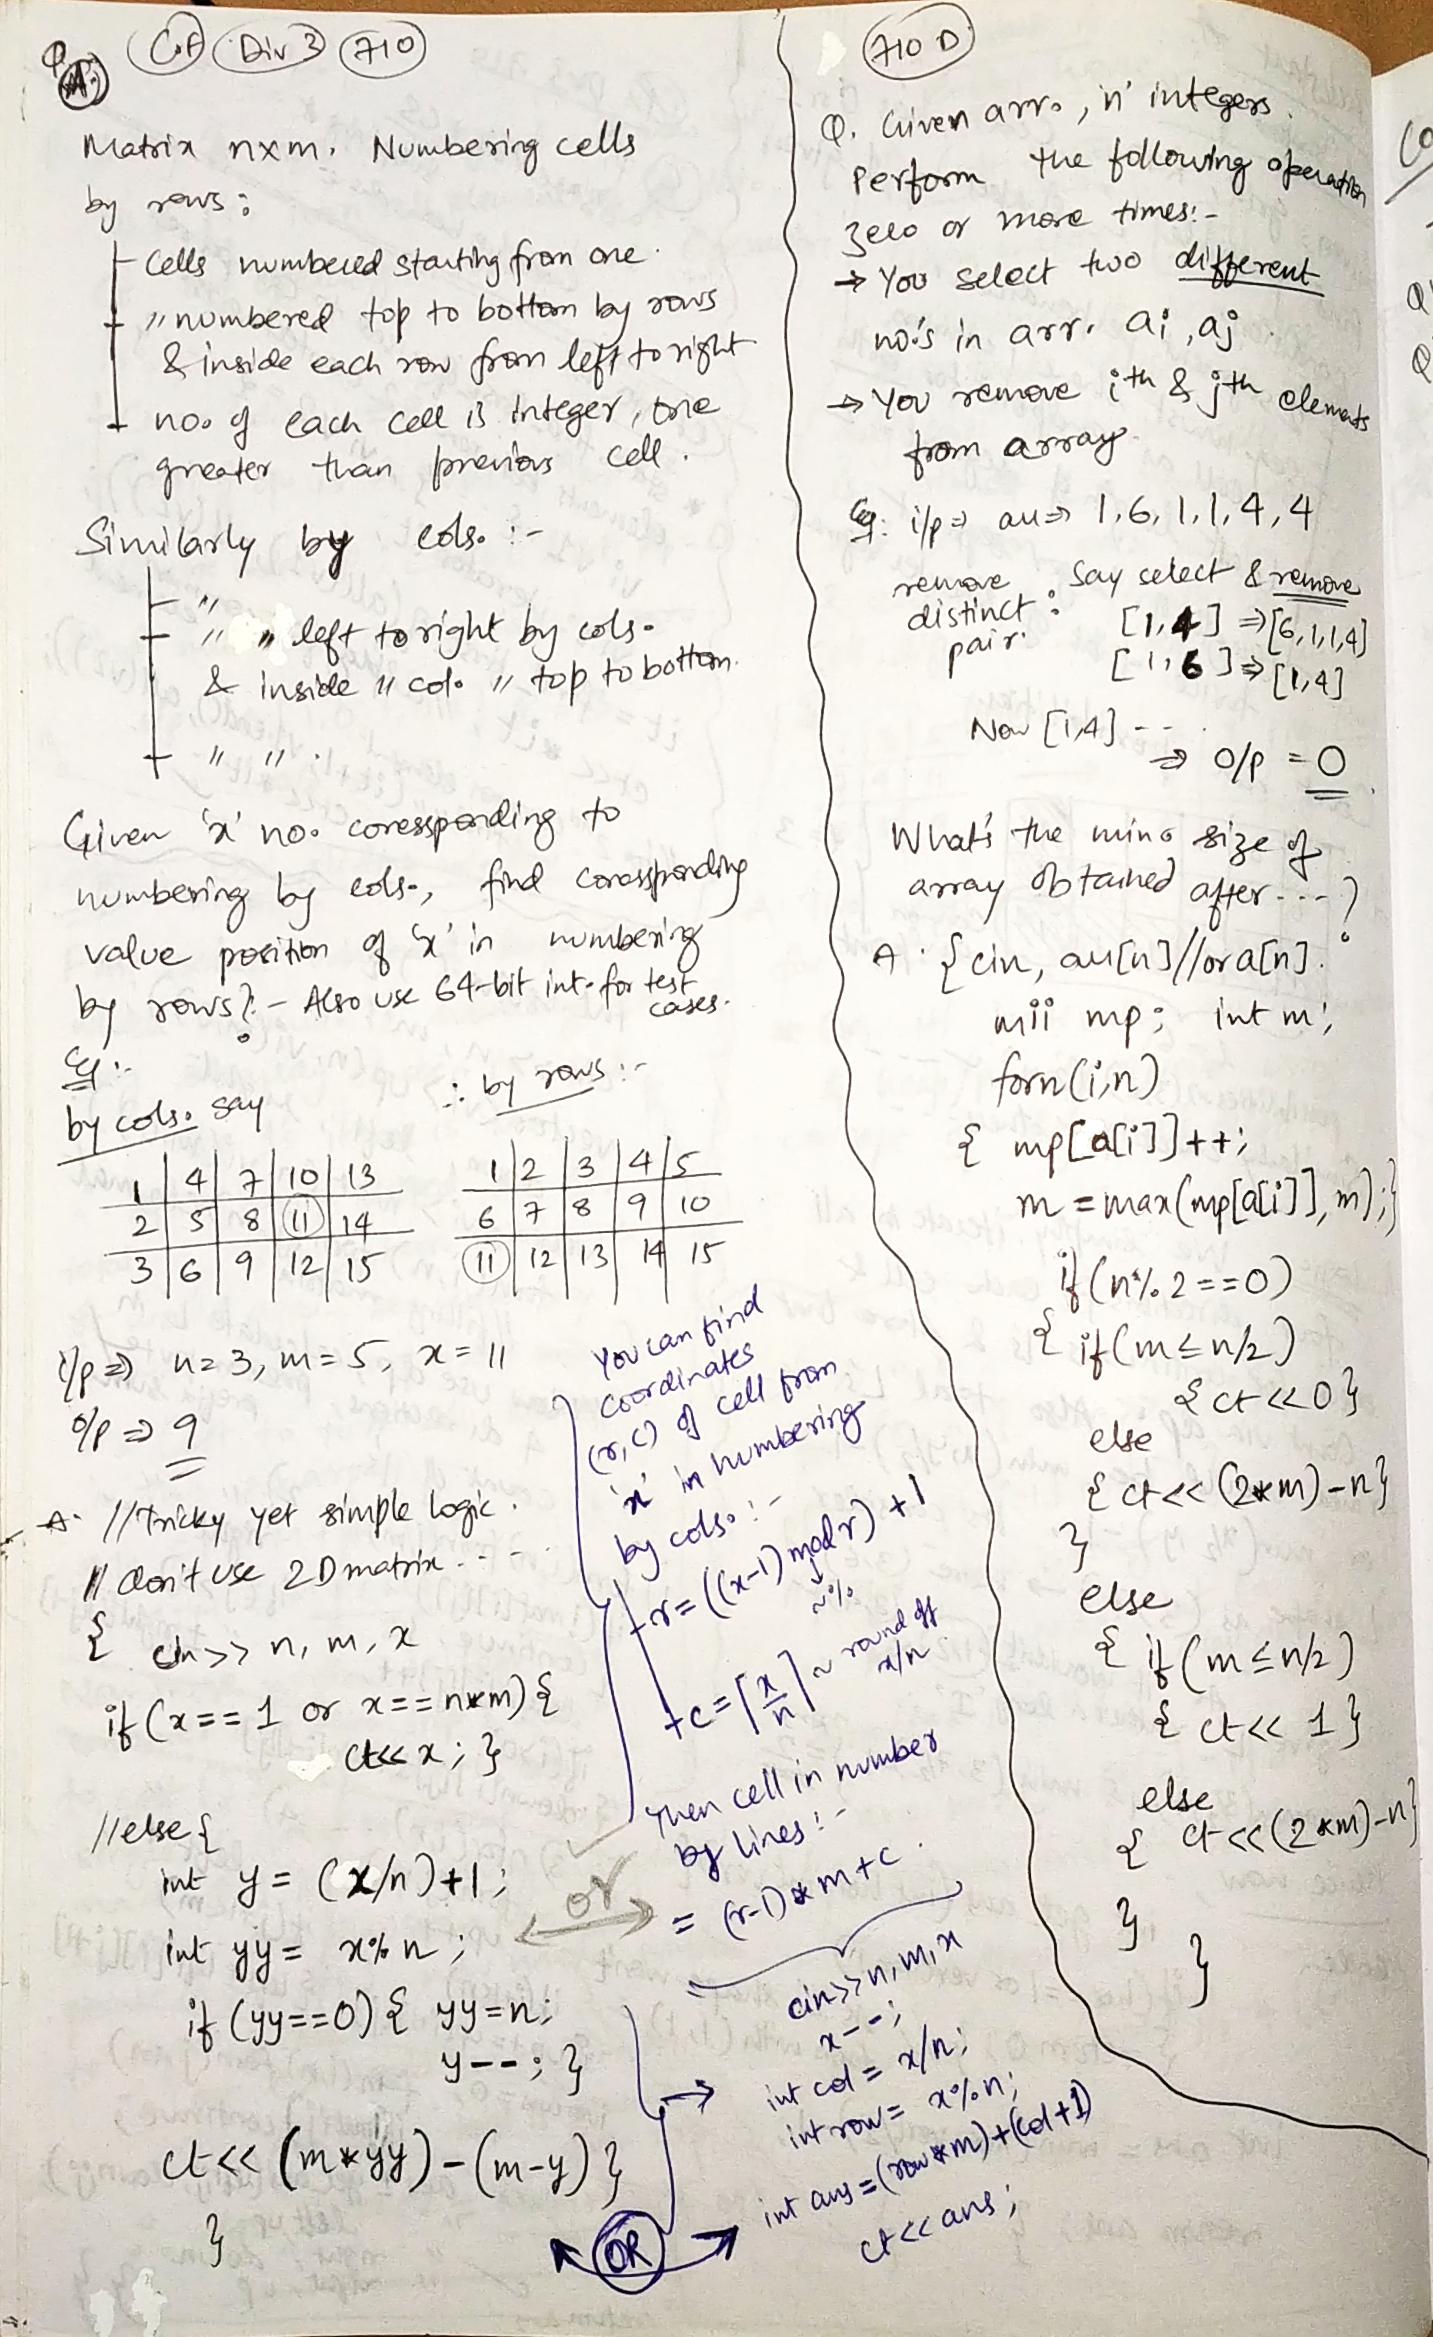 Q
CF Div 3 710
Matrix nxm. Numbering cells
by rows:
Cells numbered starting from one.
" numbered top to bottom by rows
& inside each row from left to right
no. of each cell is integer, one
greater than previous cell.
Similarly by cols. :-
"
" " left to right by cols.
& inside " col. " top to bottom.
" " .
Given 'x' no. coressponding to
numbering by cols., find coressponding
value position of 'x' in numbering
by rows? - Also use 64-bit int. for test
cases.
Eg:-
by cols. say
1 | 4 | 7 | 10 | 13
2 | 5 | 8 | 11 | 14
3 | 6 | 9 | 12 | 15
∴ by rows :-
1 | 2 | 3 | 4 | 5
6 | 7 | 8 | 9 | 10
11 | 12 | 13 | 14 | 15
i/p => n=3, m=5, x=11
o/p => 9
A. //Tricky yet simple logic.
// don't use 2D matrix - - -
{ cin>> n, m, x
if (x==1 or x==n*m) {
ct<< x; }
//else {
int y = (x/n)+1;
int yy = x%n;
if (yy==0) { yy=n;
y--; }
ct<< (m*yy)-(m-y) }
}
or
You can find
coordinates
(r,c) of cell from
'x' in numbering
by cols. :-
r = ((x-1) mod r) + 1
~%
c = ⌈x/n⌉ ~ round off
x/n
Then cell in number
by lines :-
= (r-1)*m+c.
cin>>n,m,x
x--;
int col = x/n;
int row = x%n;
int ans = (row*m)+(col+1)
ct<<ans;
OR
710 D
Q. Given arr., 'n' integers.
Perform the following operation
zero or more times:-
→ You select two different
no.'s in arr. ai, aj
→ You remove ith & jth elements
from array.
Eg: i/p => arr => 1,6,1,1,4,4
remove
distinct :
pair.
Say select & remove
[1,4] => [6,1,1,4]
[1,6] => [1,4]
Now [1,4] - - .
=> o/p = 0
What's the min. size of
array obtained after - - - ?
A. { cin, arr[n]//or a[n].
mii mp; int m;
forn(i,n)
{ mp[a[i]]++;
m = max(mp[a[i]], m);}
if (n%2==0)
{ if (m≤n/2)
{ ct<<0 }
else
{ ct<< (2*m)-n }
}
else
{ if (m≤n/2)
{ ct<< 1 }
else
{ ct<<(2*m)-n }
}
}